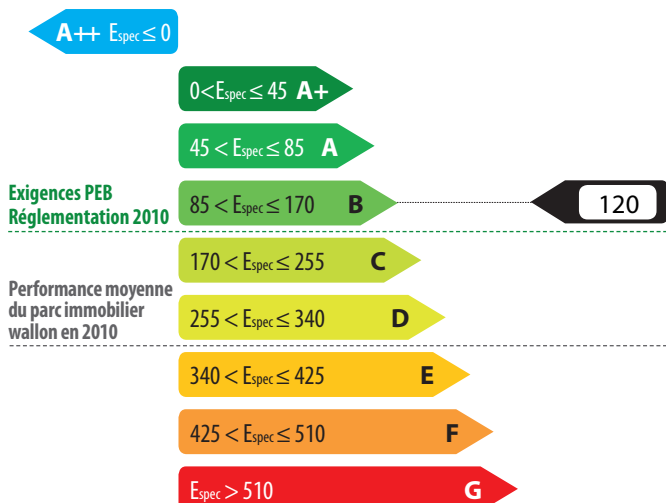 A++ Espec ≤ 0
0<Espec ≤ 45 A+
45 < Espec ≤ 85 A
Exigences PEB
Réglementation 2010
85 < Espec ≤ 170 B
120
170 < Espec ≤ 255 C
Performance moyenne
du parc immobilier
wallon en 2010
255 < Espec ≤ 340 D
340 < Espec ≤ 425 E
425 < Espec ≤ 510 F
Espec > 510 G